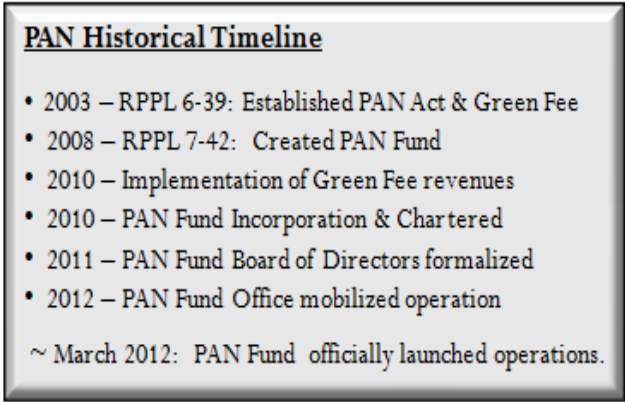 PAN Historical Timeline
• 2003 – RPPL 6-39: Established PAN Act & Green Fee
• 2008 – RPPL 7-42: Created PAN Fund
• 2010 – Implementation of Green Fee revenues
• 2010 – PAN Fund Incorporation & Chartered
• 2011 – PAN Fund Board of Directors formalized
• 2012 – PAN Fund Office mobilized operation
~ March 2012: PAN Fund officially launched operations.